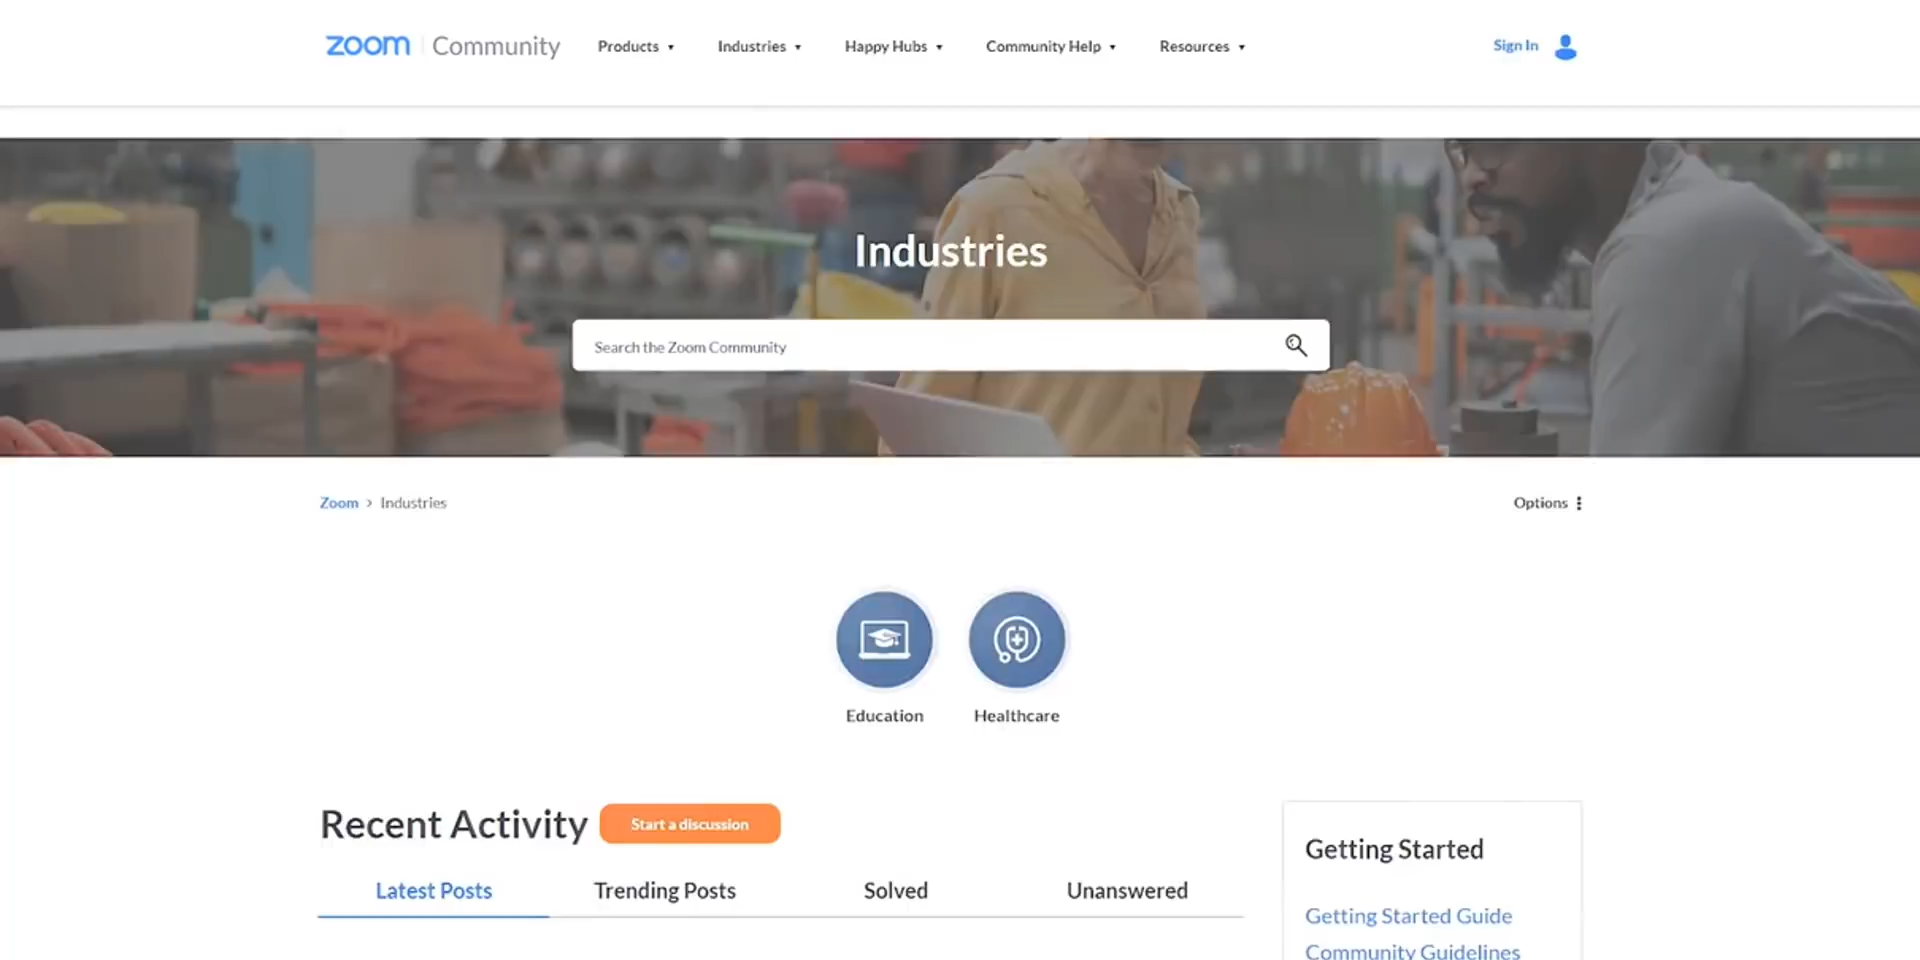 zoom Community Products Industries Happy Hubs Community Help Resources Sign In
Industries
Search the Zoom Community
Zoom > Industries Options
Education Healthcare
Recent Activity Start a discussion
Getting Started
Latest Posts Trending Posts Solved Unanswered
Getting Started Guide
Community Guidelines